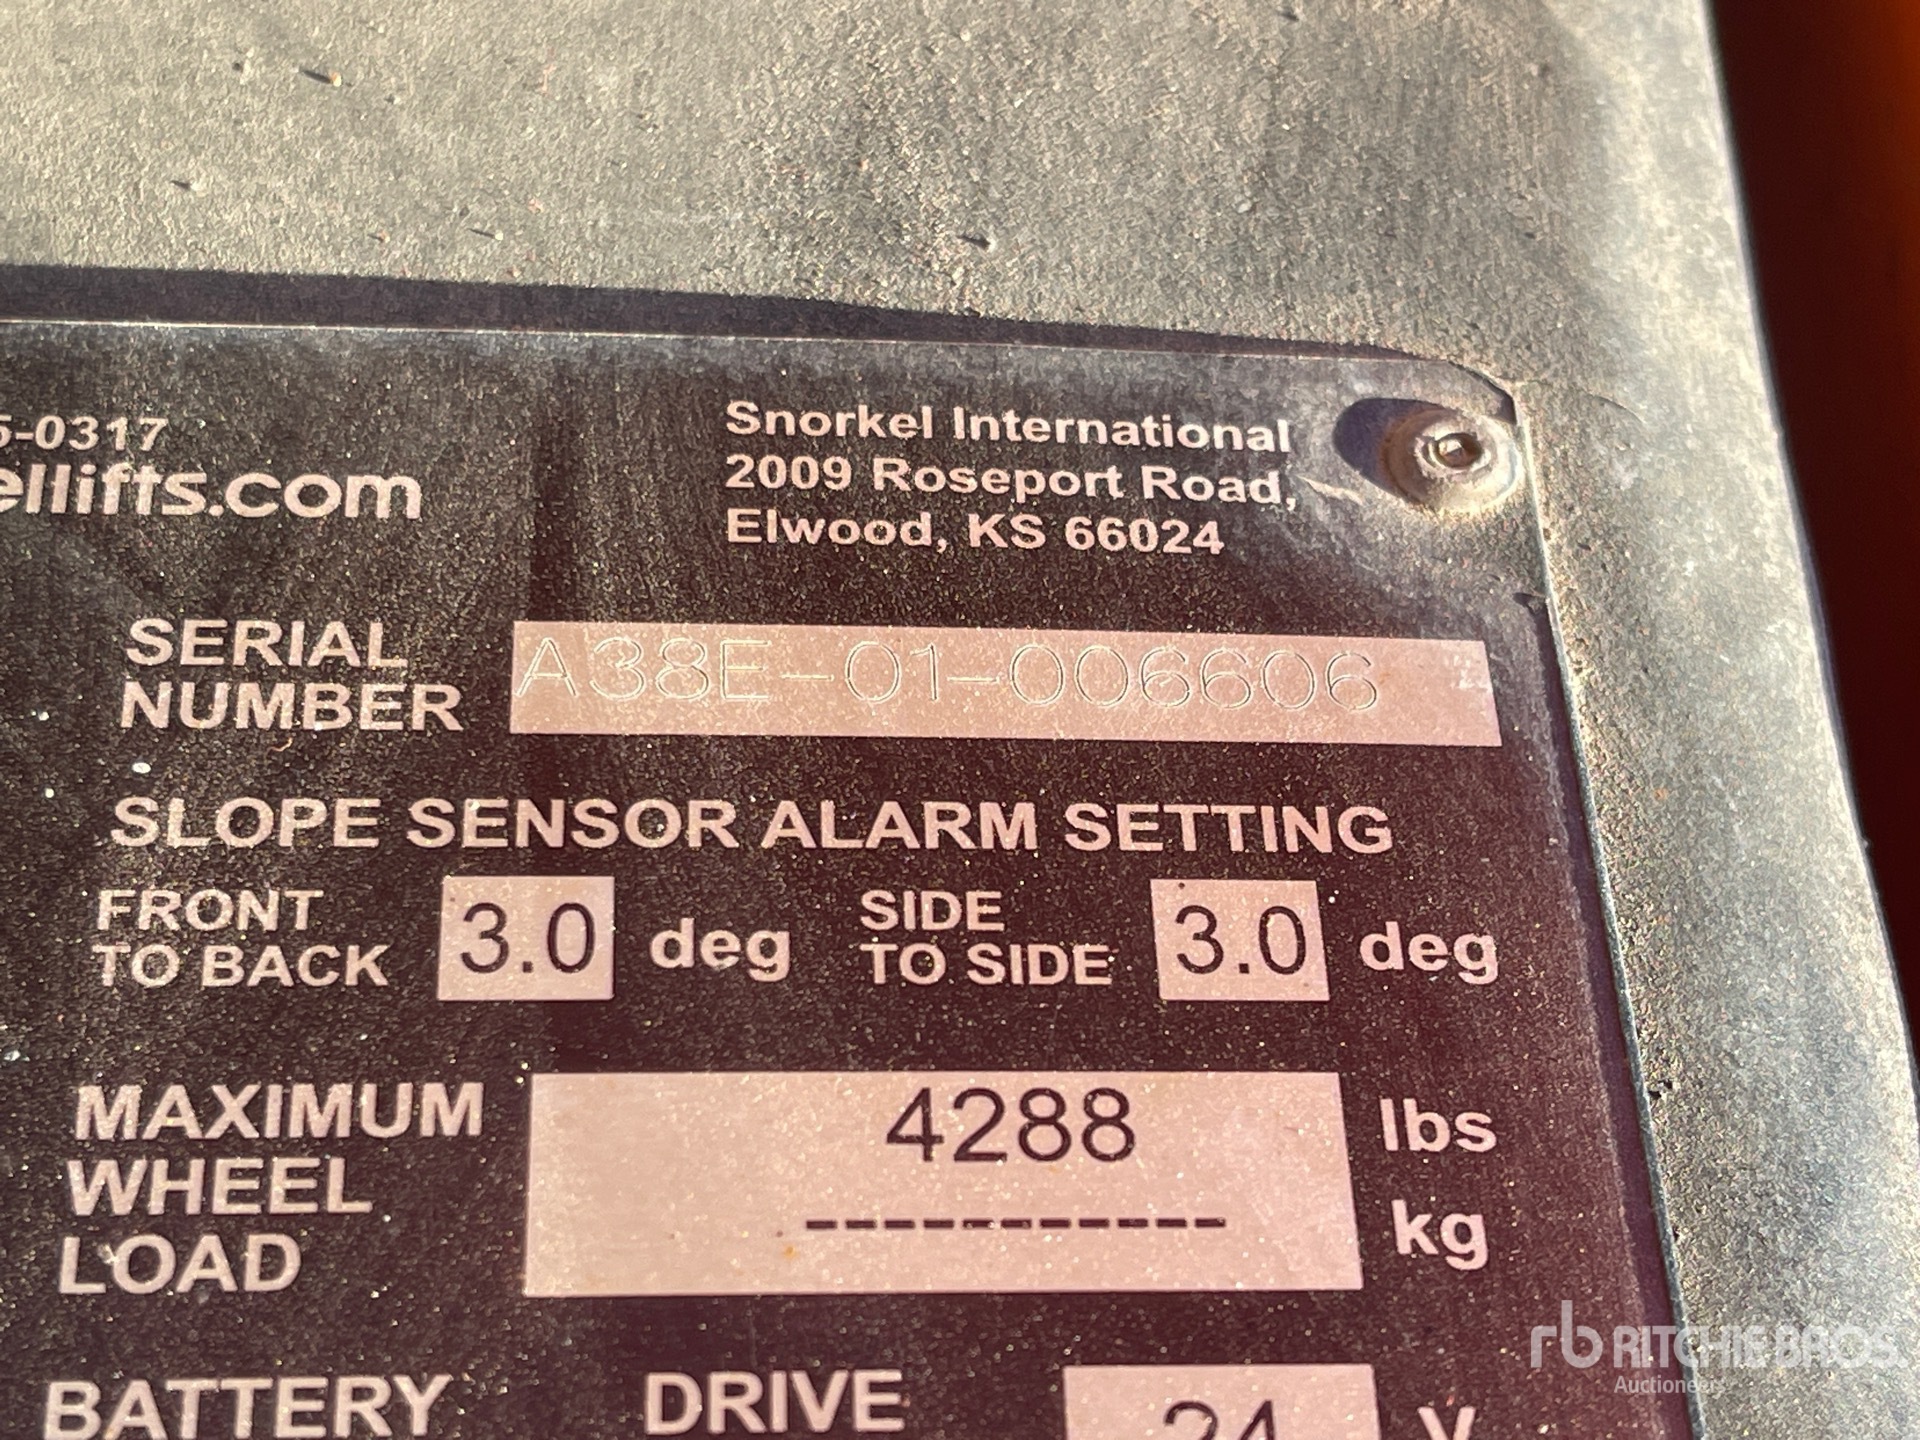 5-0317
ellifts.com
Snorkel International
2009 Roseport Road,
Elwood, KS 66024
SERIAL NUMBER A38E-01-006606
SLOPE SENSOR ALARM SETTING
FRONT TO BACK 3.0 deg SIDE TO SIDE 3.0 deg
MAXIMUM WHEEL LOAD 4288 lbs
------------ kg
BATTERY DRIVE 24 V
rb RITCHIE BROS.
Auctioneers